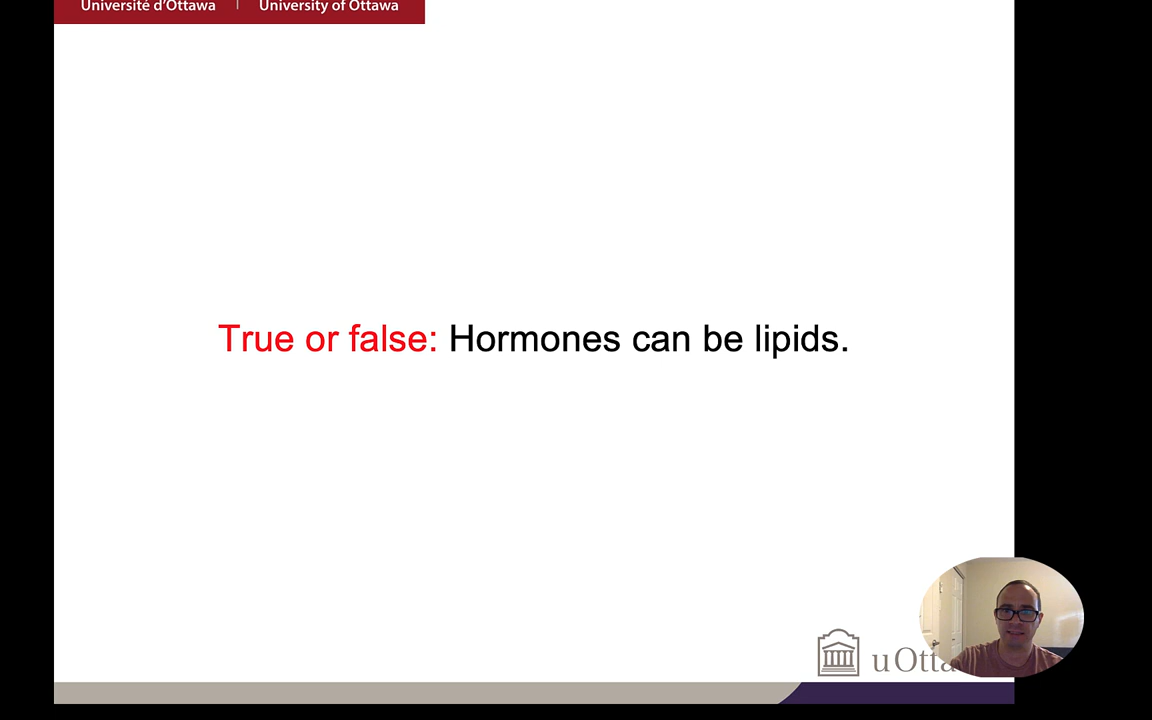 Université d'Ottawa | University of Ottawa
True or false: Hormones can be lipids.
uOtta